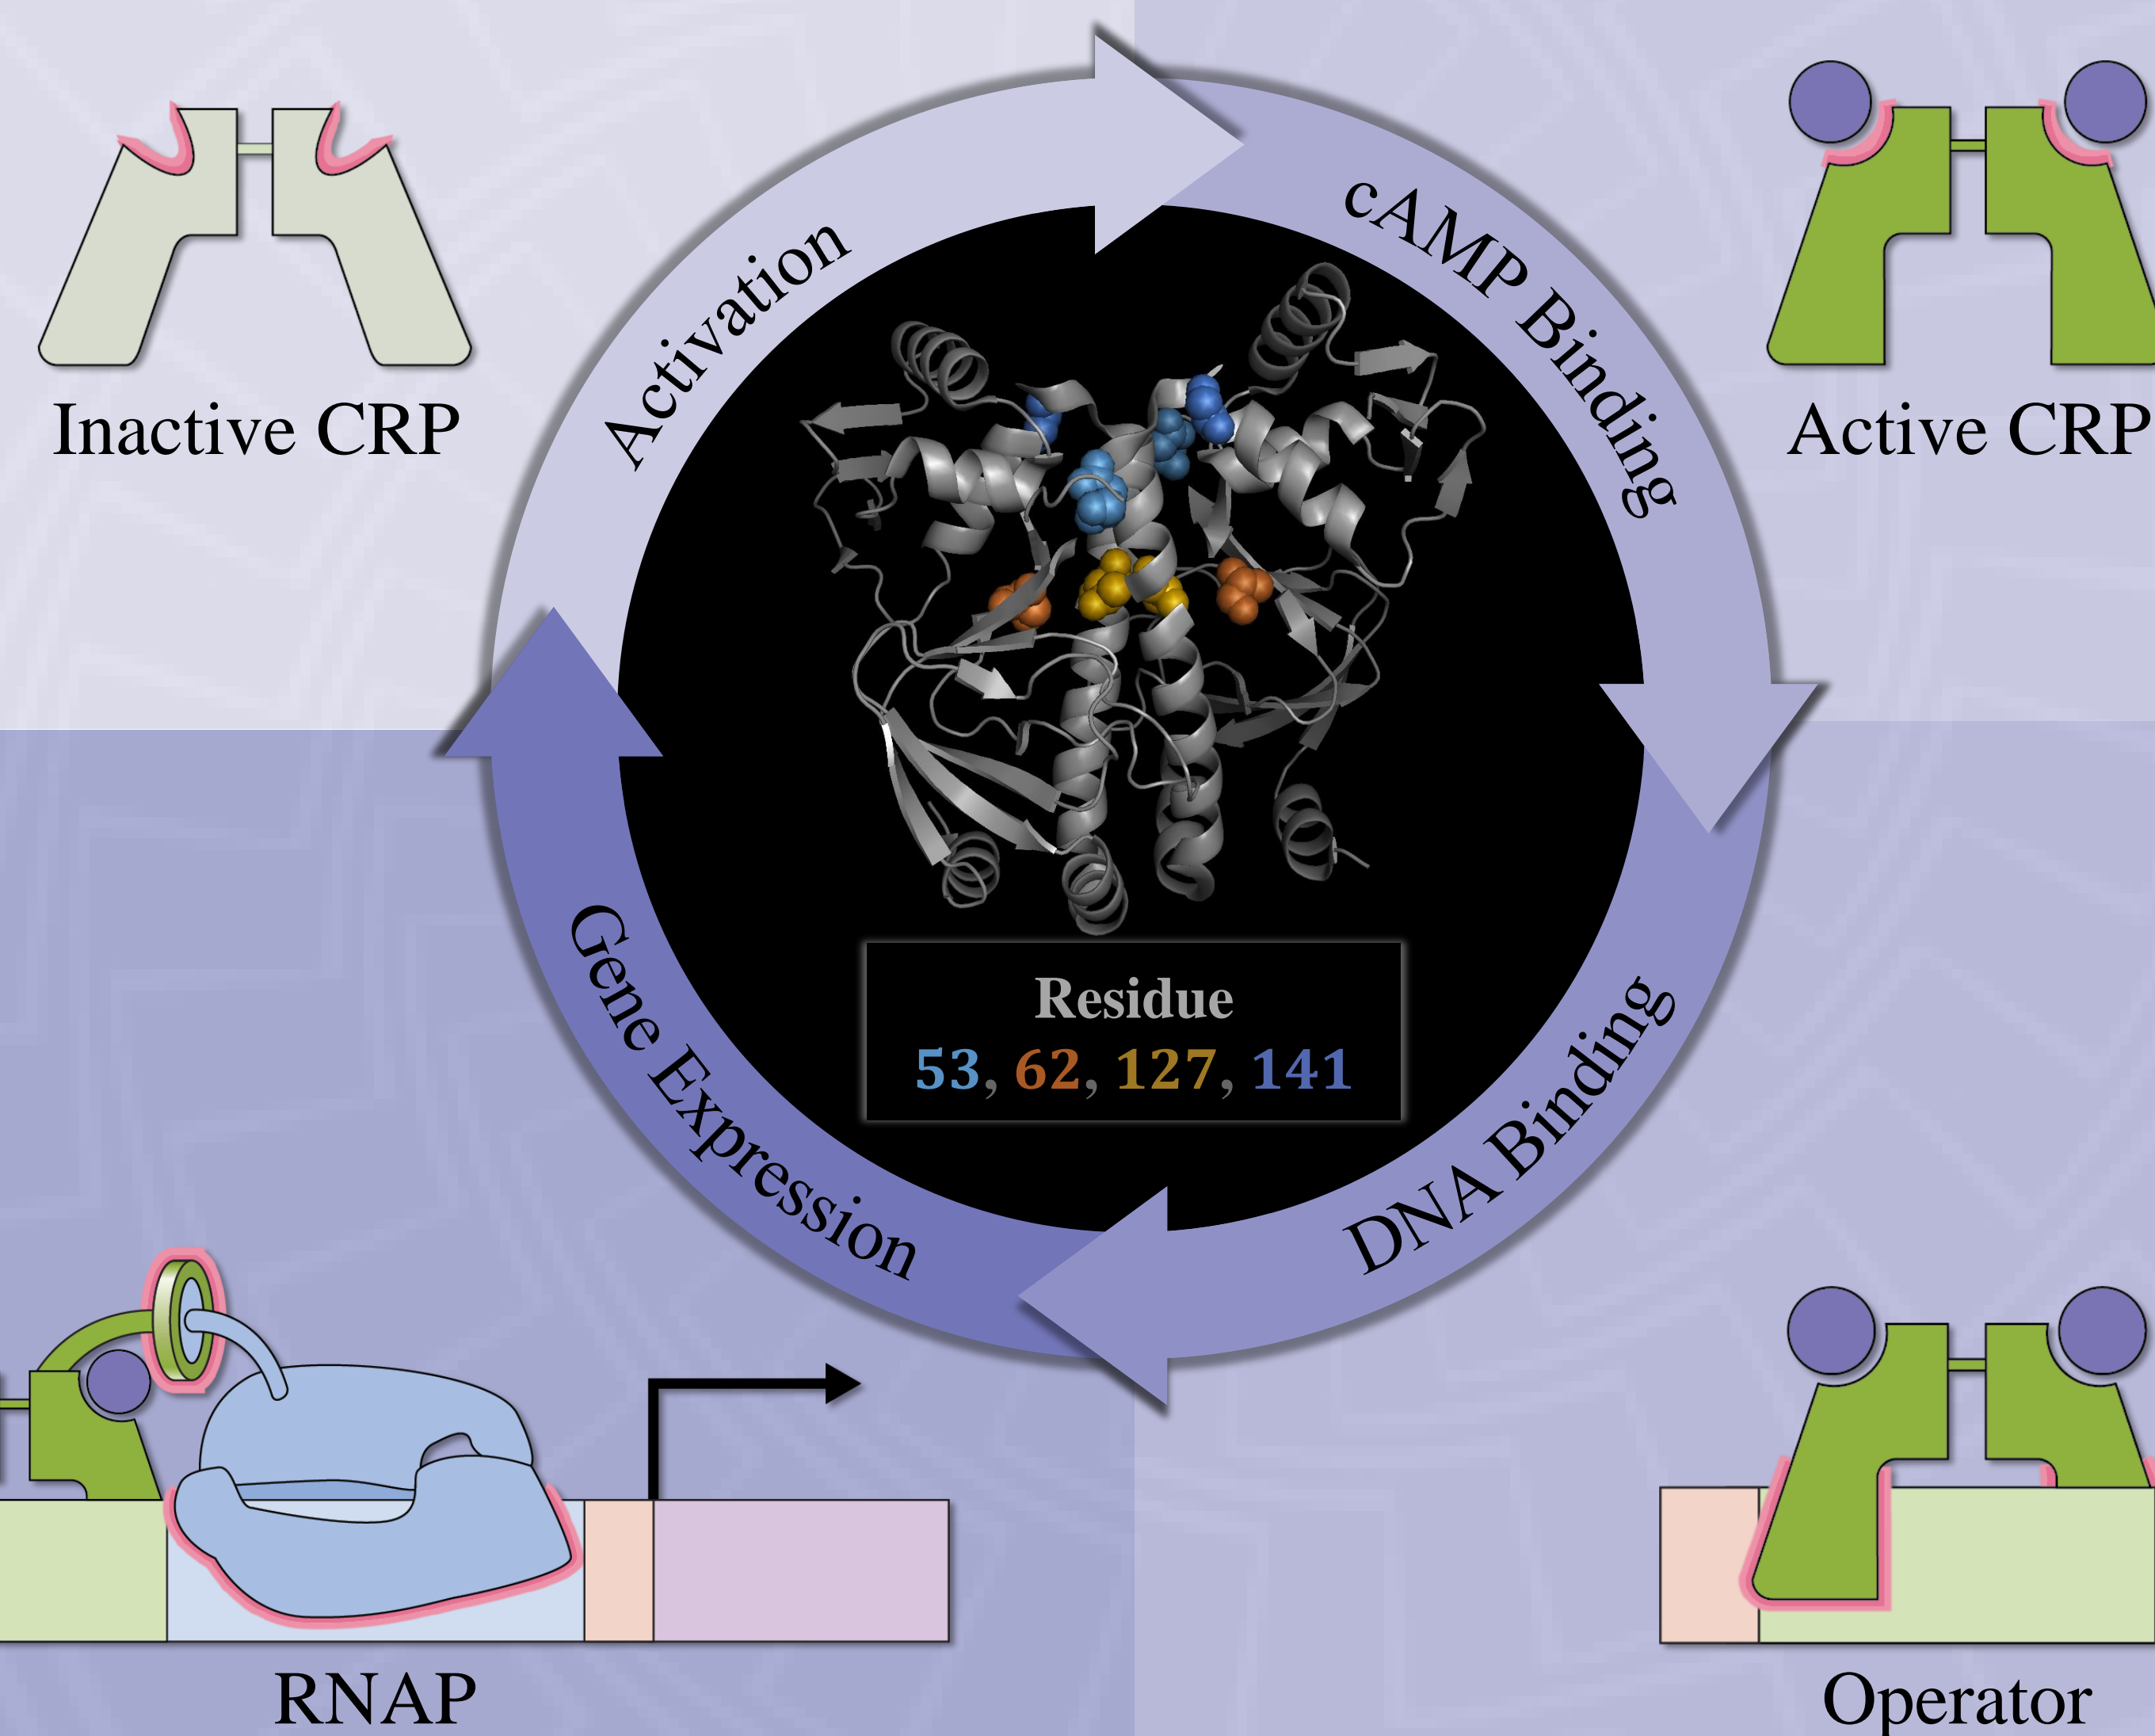 Activation
cAMP Binding
Inactive CRP
Active CRP
Residue
53, 62, 127, 141
Gene Expression
DNA Binding
RNAP
Operator